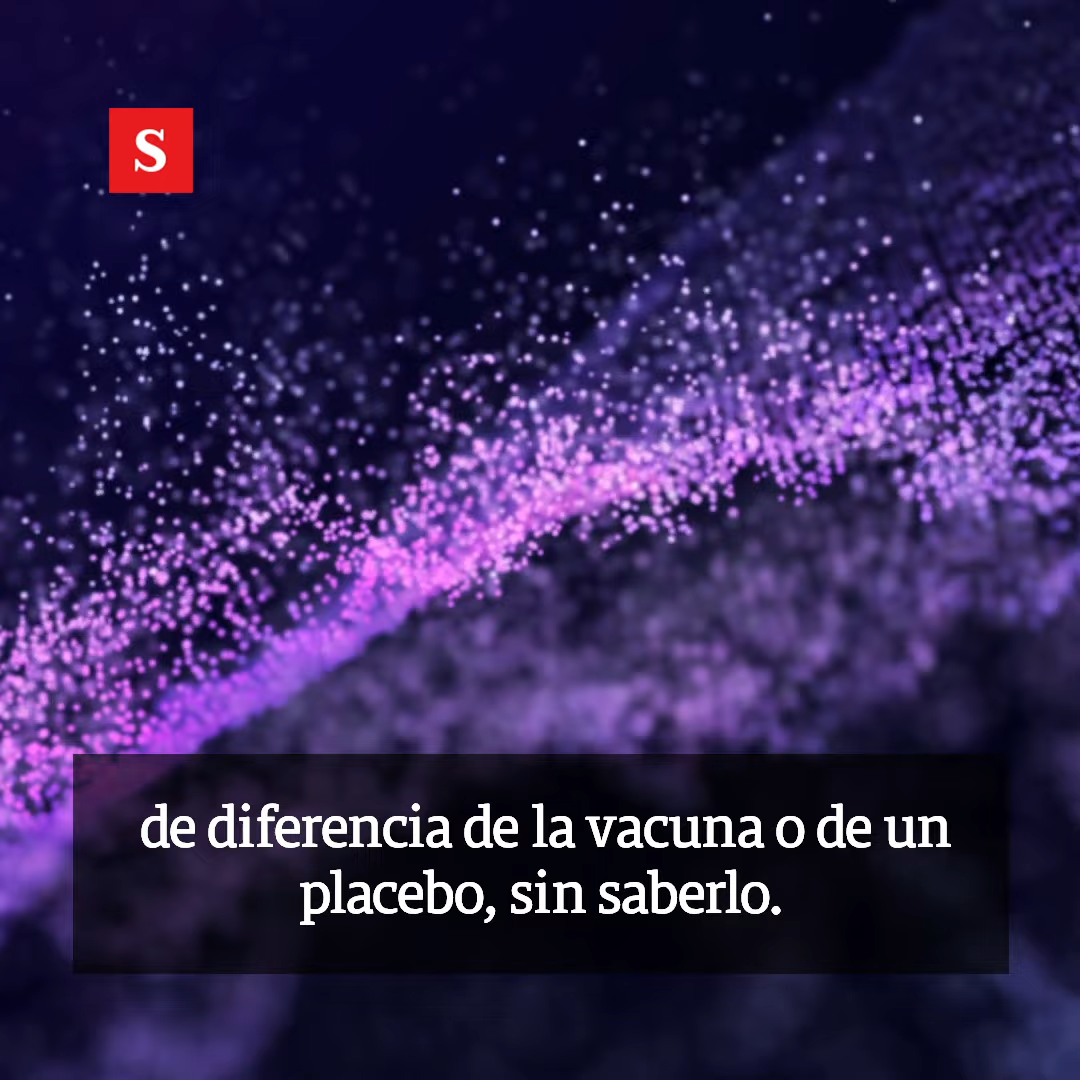 S
de diferencia de la vacuna o de un
placebo, sin saberlo.